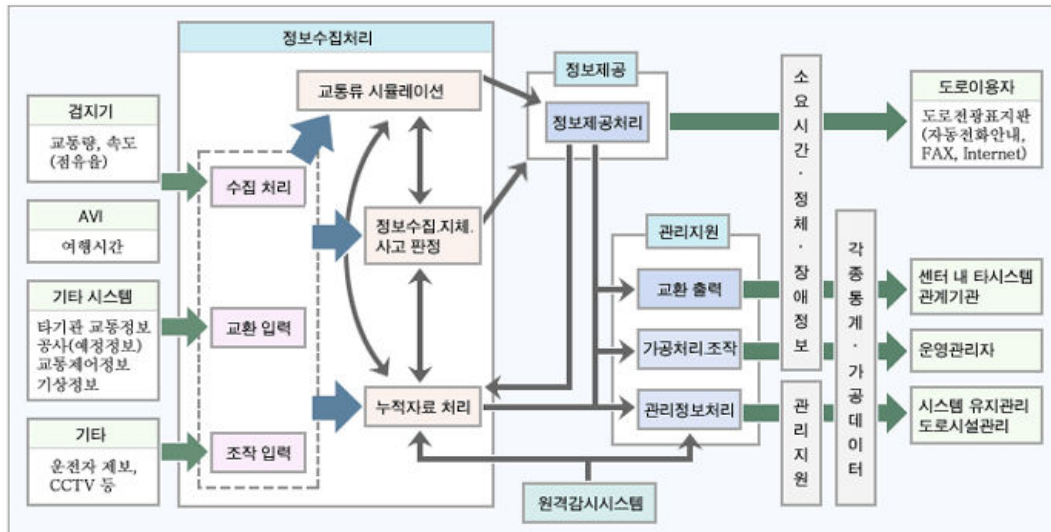 정보수집처리
검지기
교통량, 속도
(점유율)
AVI
여행시간
기타 시스템
타기관 교통정보
공사(예정정보)
교통제어정보
기상정보
기타
운전자 제보,
CCTV 등
수집 처리
교환 입력
조작 입력
교통류 시뮬레이션
정보수집.지체.
사고 판정
누적자료 처리
정보제공
정보제공처리
관리지원
교환 출력
가공처리.조작
관리정보처리
원격감시시스템
소요시간·정체·장애정보
관리지원
각종통계·가공데이터
도로이용자
도로전광표지판
(자동전화안내,
FAX, Internet)
센터 내 타시스템
관계기관
운영관리자
시스템 유지관리
도로시설관리